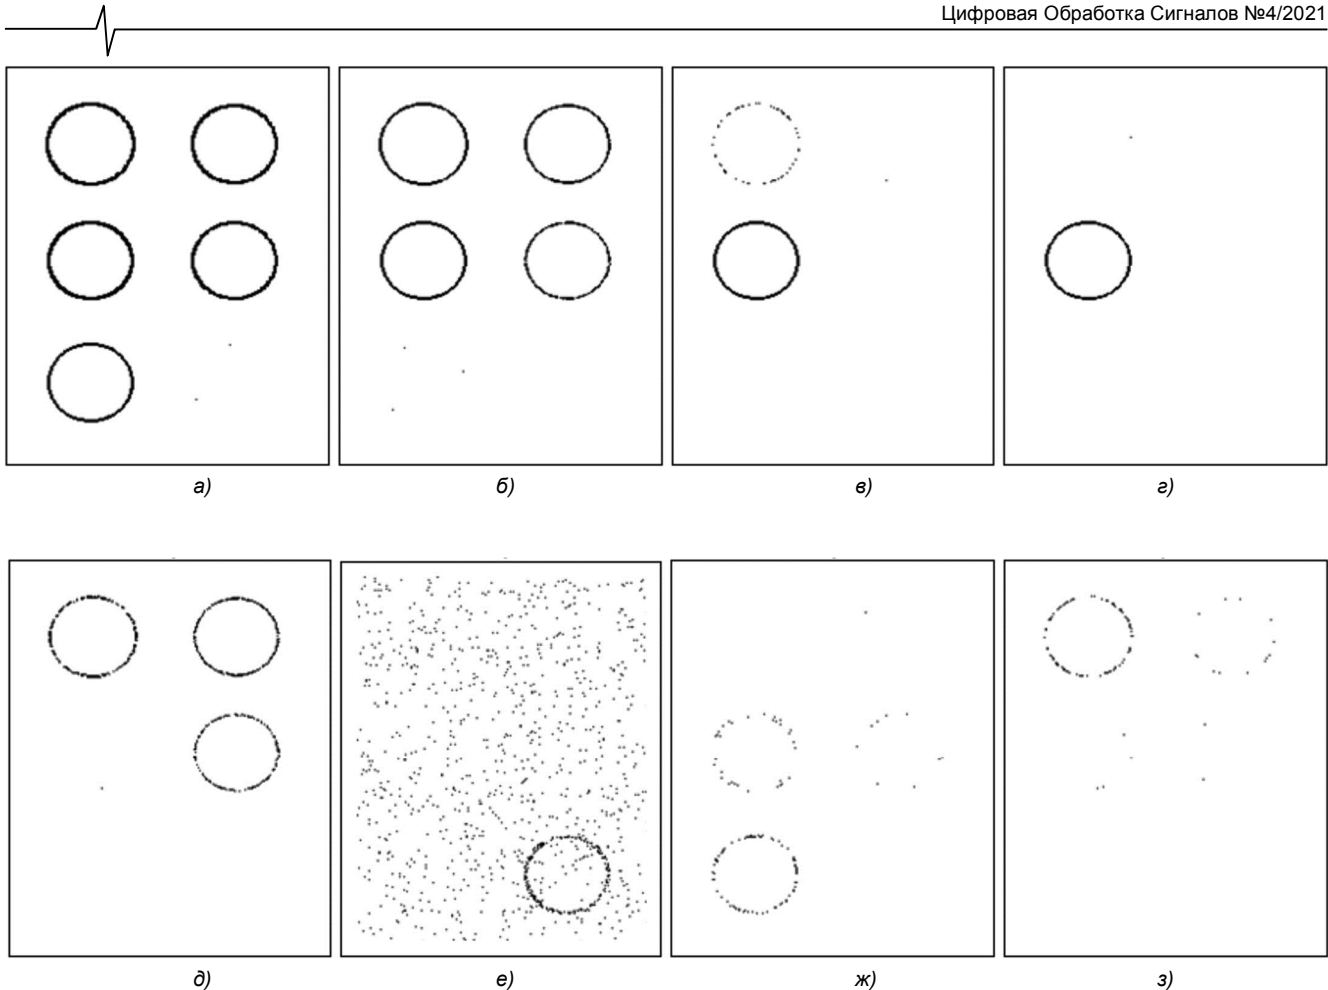 Цифровая Обработка Сигналов №4/2021
а) б) в) г)
д) е) ж) з)